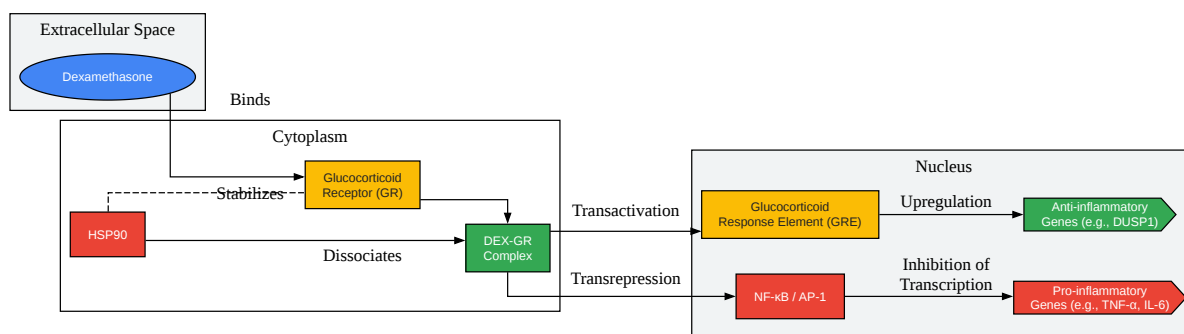 Extracellular Space
Dexamethasone
Binds
Cytoplasm
Glucocorticoid
Receptor (GR)
Stabilizes
HSP90
Dissociates
DEX-GR
Complex
Transactivation
Transrepression
Nucleus
Glucocorticoid
Response Element (GRE)
Upregulation
Anti-inflammatory
Genes (e.g., DUSP1)
NF-κB / AP-1
Inhibition of
Transcription
Pro-inflammatory
Genes (e.g., TNF-α, IL-6)